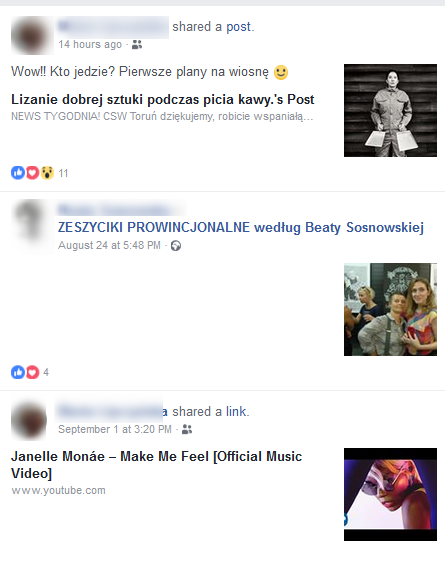 shared a post.
14 hours ago
Wow!! Kto jedzie? Pierwsze plany na wiosnę
Lizanie dobrej sztuki podczas picia kawy.'s Post
NEWS TYGODNIA! CSW Toruń dziękujemy, robicie wspaniałą…
11
ZESZYCIKI PROWINCJONALNE według Beaty Sosnowskiej
August 24 at 5:48 PM
4
shared a link.
September 1 at 3:20 PM
Janelle Monáe – Make Me Feel [Official Music
Video]
www.youtube.com